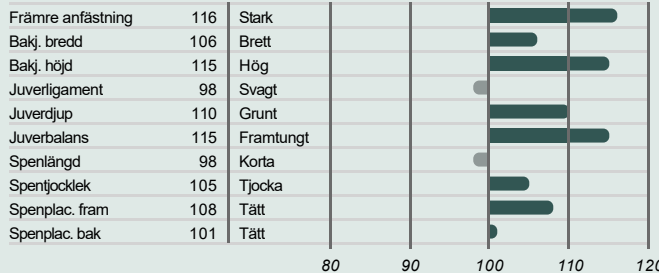 Främre anfästning 116 Stark
Bakj. bredd 106 Brett
Bakj. höjd 115 Hög
Juverligament 98 Svagt
Juverdjup 110 Grunt
Juverbalans 115 Framtungt
Spenlängd 98 Korta
Spentjocklek 105 Tjocka
Spenplac. fram 108 Tätt
Spenplac. bak 101 Tätt
80 90 100 110 120